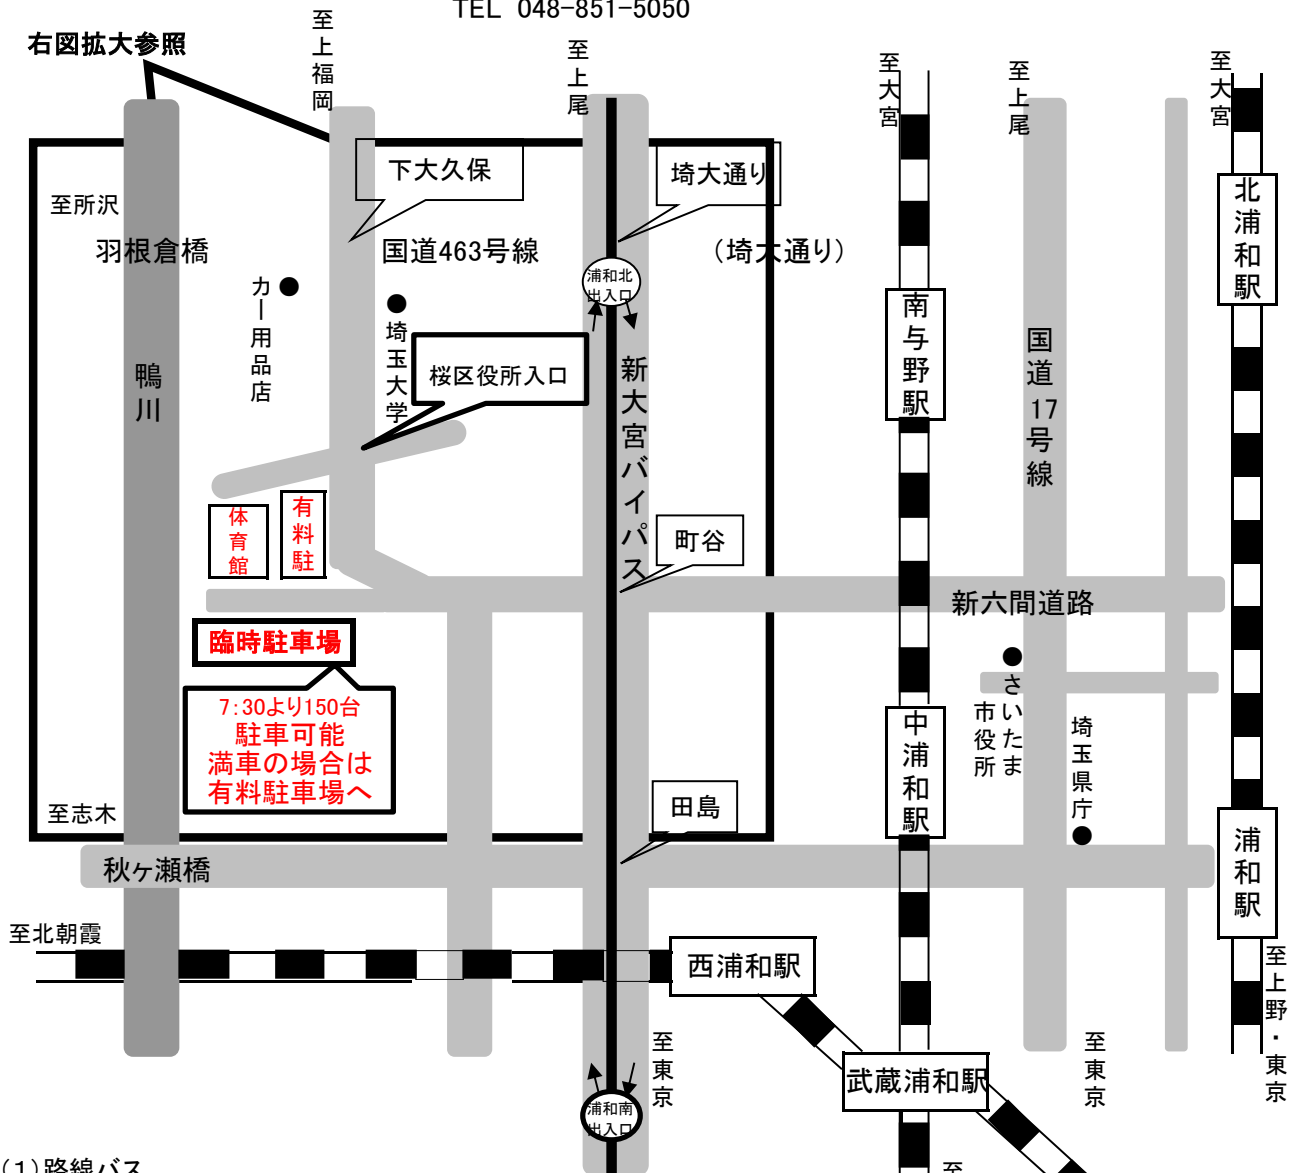 TEL 048-851-5050
右図拡大参照
至上福岡
至上尾
至大宮
至上尾
至大宮
下大久保
埼大通り
至所沢
羽根倉橋
国道463号線
(埼大通り)
北浦和駅
浦和北
出入口
カー用品店
埼玉大学
南与野駅
国道17号線
鴨川
桜区役所入口
新大宮バイパス
体育館
有料駐
町谷
新六間道路
臨時駐車場
7:30より150台
駐車可能
満車の場合は
有料駐車場へ
さいたま
市役所
中浦和駅
埼玉県庁
至志木
田島
浦和駅
秋ヶ瀬橋
至北朝霞
西浦和駅
至上野・東京
至東京
至東京
武蔵浦和駅
浦和南
出入口
(1)路線バス
至